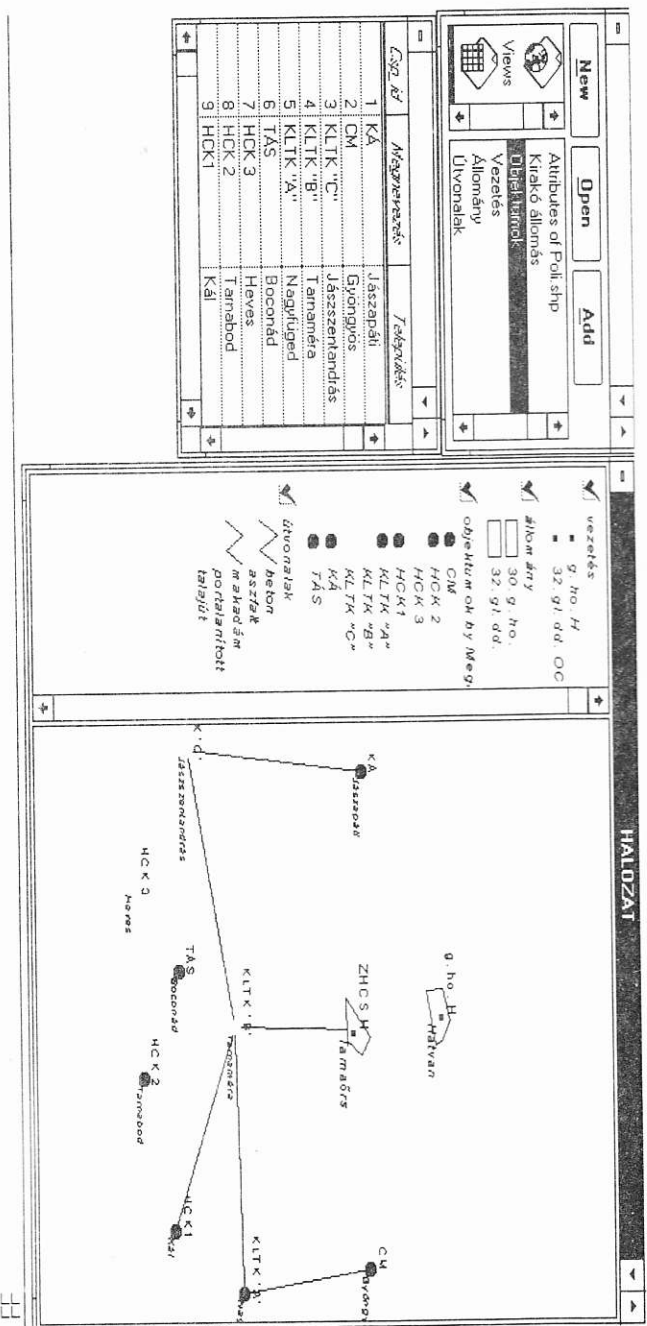 New Open Add
Views
Attributes of Poli.shp
Kirakó állomás
Objektumok
Vezetés
Állomány
Útvonalak
Csp_id Megnevezés Település
1 KÁ Jászapáti
2 CM Gyöngyös
3 KLTK "C" Jászszentandrás
4 KLTK "B" Tarnaméra
5 KLTK "A" Nagyfüged
6 TÁS Boconád
7 HCK 3 Heves
8 HCK 2 Tarnabod
9 HCK1 Kál
HALOZAT
vezetés
g. ho. H
32. gl. dd. OC
állomány
30. g. ho.
32. gl. dd.
objektumok by Meg.
CM
HCK 2
HCK 3
HCK1
KLTK "A"
KLTK "B"
KLTK "C"
KÁ
TÁS
útvonalak
beton
aszfalt
makadám
portalanított
talajút
g. ho. H
Hatvan
KÁ
Jászapáti
ZHCS H
Tarnaörs
CM
Gyöngy
Jászszentandrás
KLTK 'B'
Tarnaméra
KLTK 'A'
HCK 3
Heves
TÁS
Boconád
HCK 2
Tarnabod
HCK1
Kál